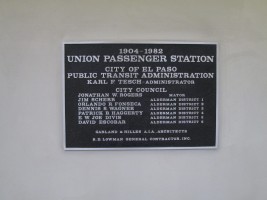 1904-1982
UNION PASSENGER STATION
CITY OF EL PASO
PUBLIC TRANSIT ADMINISTRATION
KARL F TESCH-ADMINISTRATOR
CITY COUNCIL
JONATHAN W ROGERS MAYOR
JIM SCHERR ALDERMAN DISTRICT 1
ORLANDO R FONSECA ALDERMAN DISTRICT 2
DENNIS E WAGNER ALDERMAN DISTRICT 3
PATRICK B HAGGERTY ALDERMAN DISTRICT 4
E W JOE DIVIS ALDERMAN DISTRICT 5
DAVID ESCOBAR ALDERMAN DISTRICT 6
GARLAND & HILLES A.I.A. ARCHITECTS
LOWMAN GENERAL CONTRACTOR, INC.